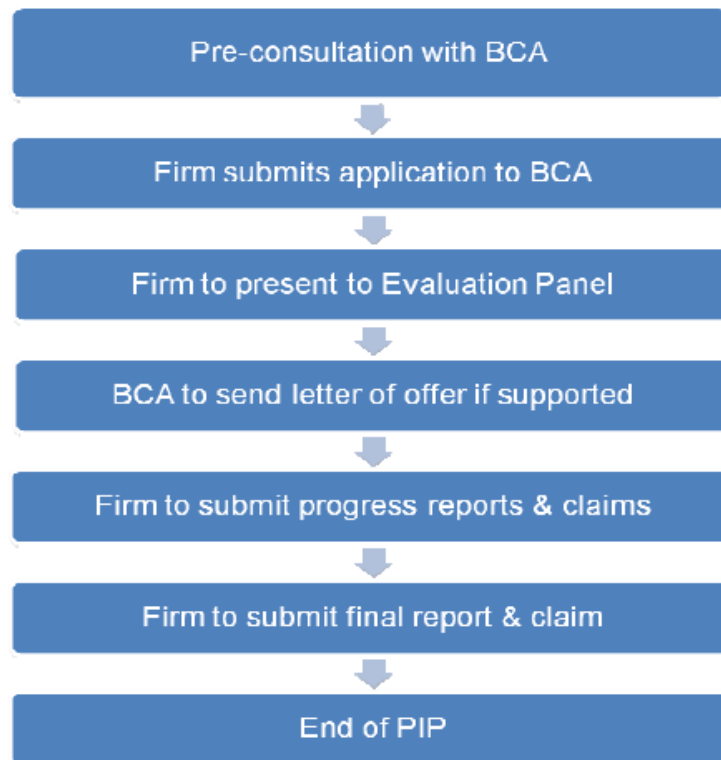 Pre-consultation with BCA
Firm submits application to BCA
Firm to present to Evaluation Panel
BCA to send letter of offer if supported
Firm to submit progress reports & claims
Firm to submit final report & claim
End of PIP